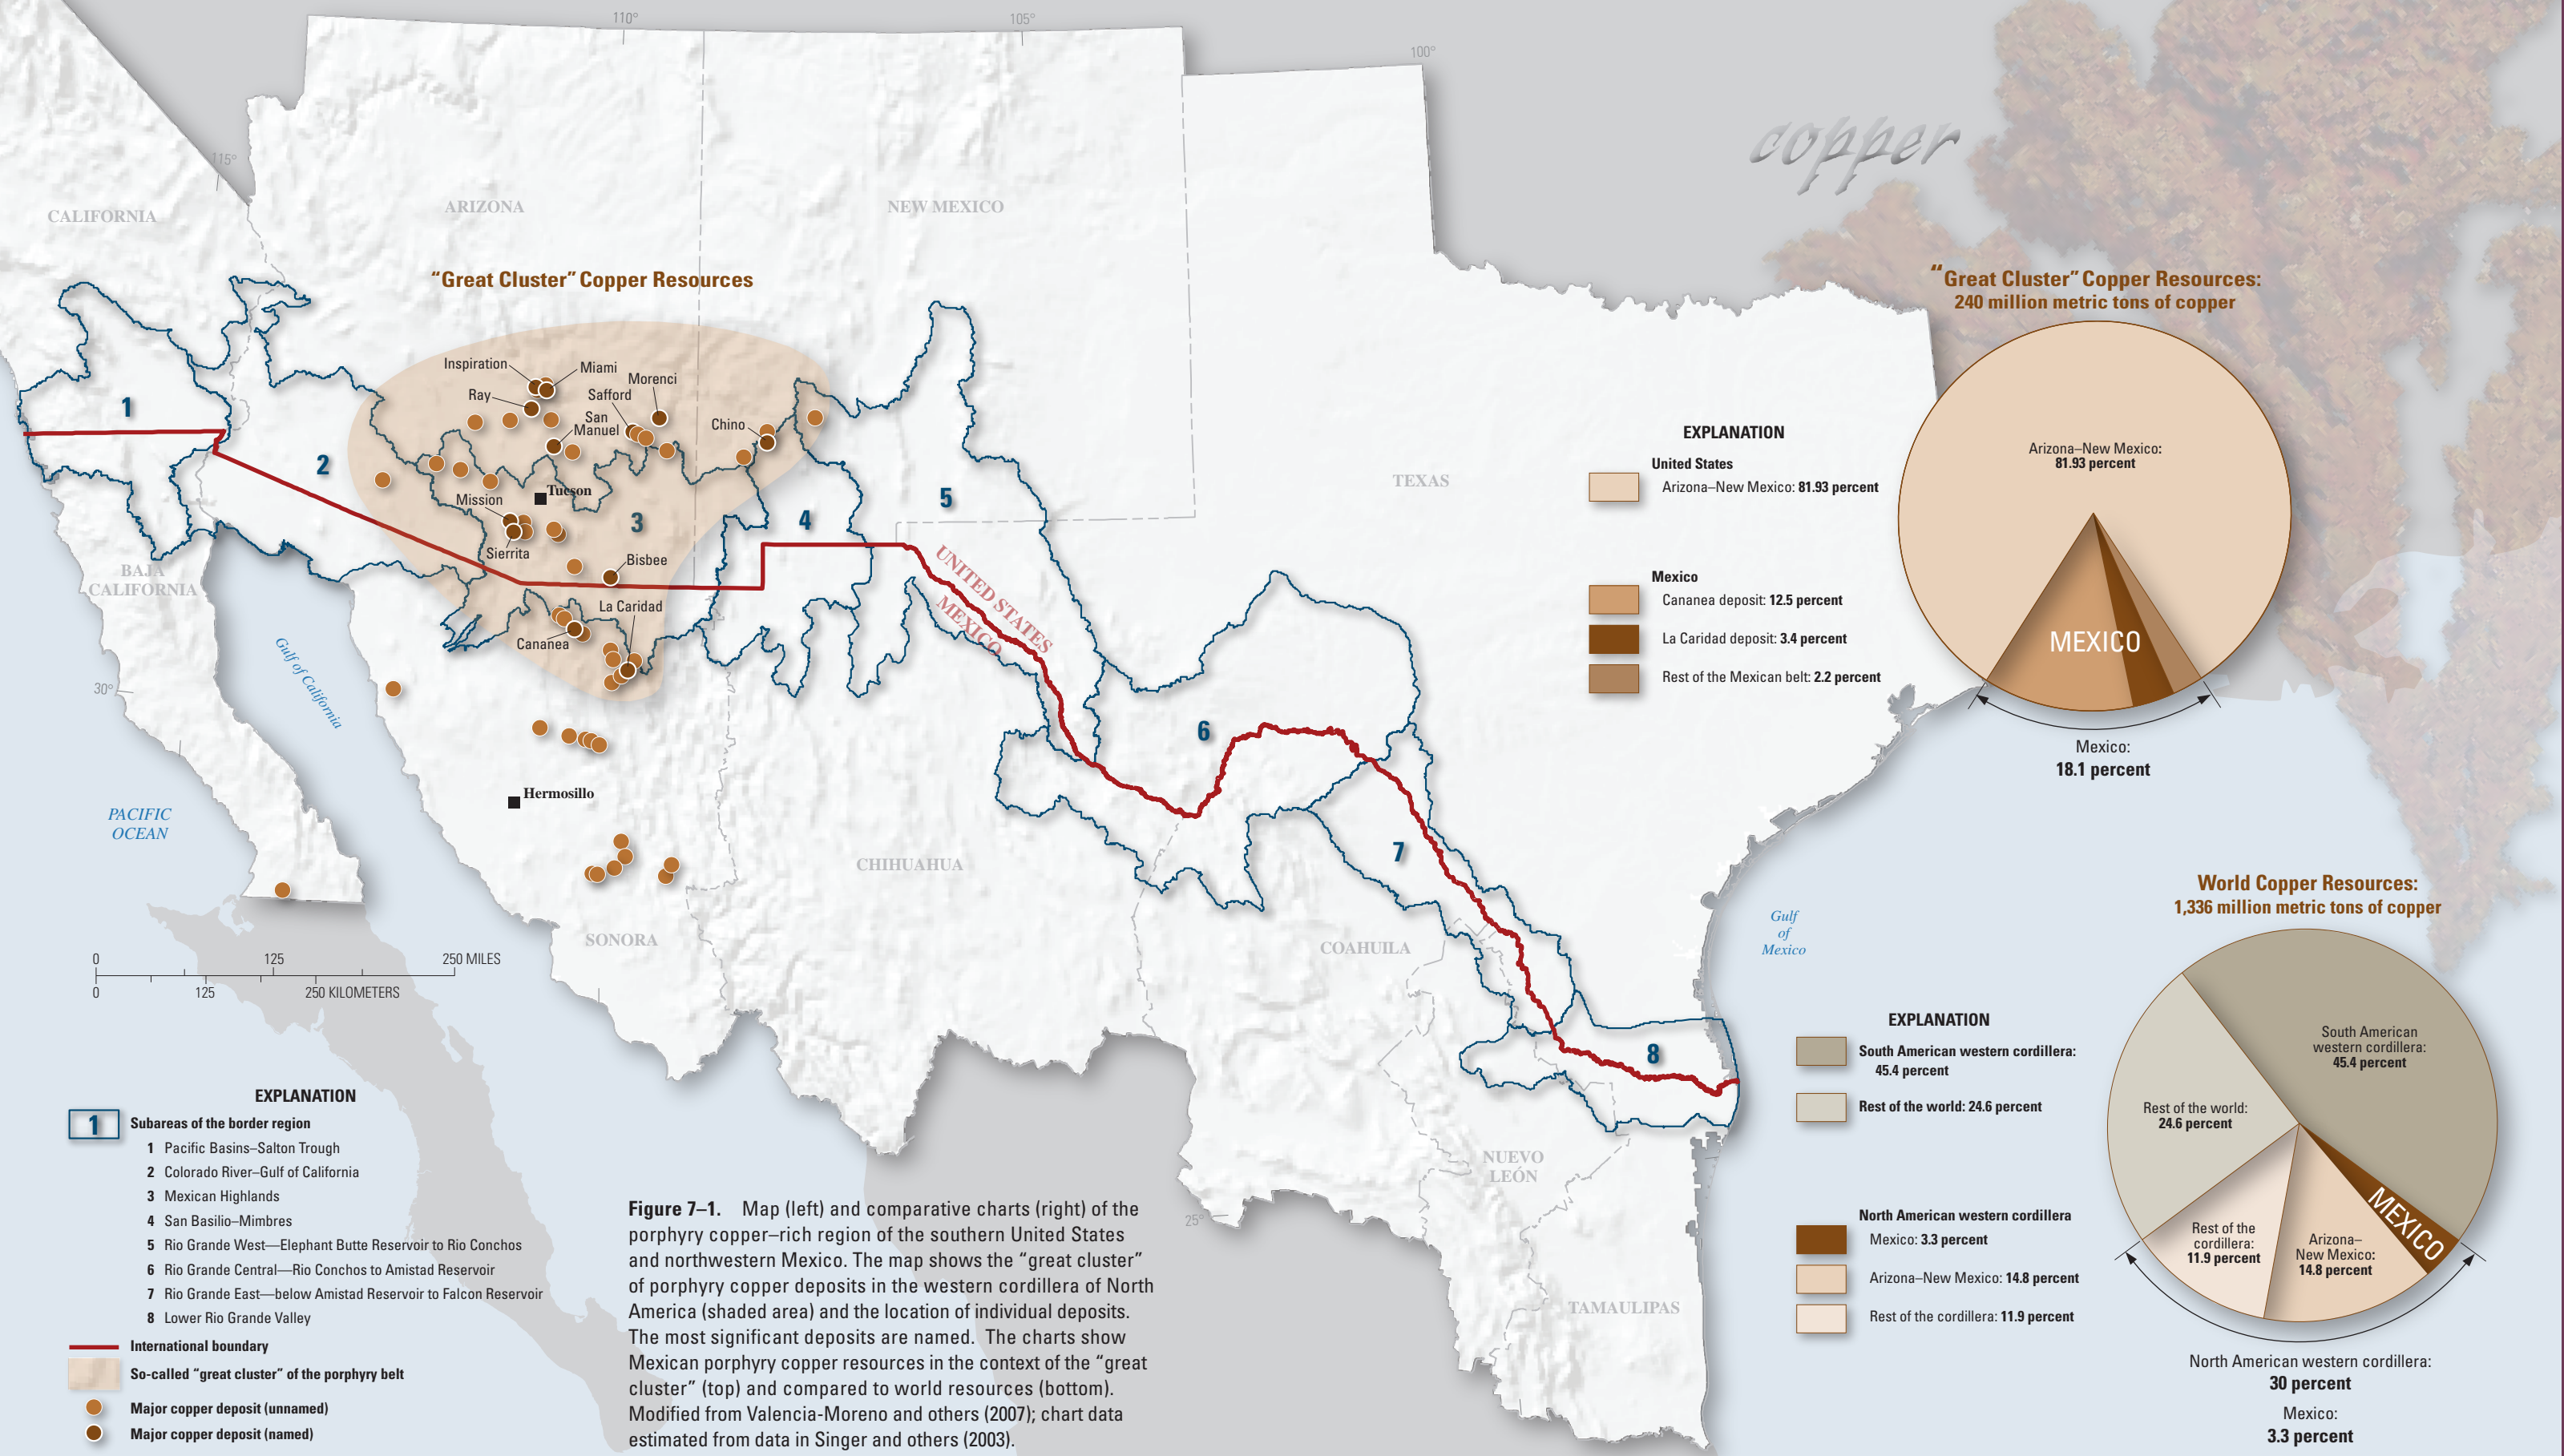 110°
105°
100°
115°
CALIFORNIA
ARIZONA
NEW MEXICO
copper
"Great Cluster" Copper Resources
Inspiration
Miami
Morenci
Ray
Safford
San
Manuel
Chino
1
2
Mission
Tucson
3
4
5
Sierrita
Bisbee
BAJA
CALIFORNIA
La Caridad
Cananea
UNITED STATES
MEXICO
TEXAS
Gulf of California
30°
6
Hermosillo
PACIFIC
OCEAN
CHIHUAHUA
7
SONORA
COAHUILA
Gulf
of
Mexico
8
NUEVO
LEÓN
25°
TAMAULIPAS
0 125 250 MILES
0 125 250 KILOMETERS
EXPLANATION
1 Subareas of the border region
1 Pacific Basins–Salton Trough
2 Colorado River–Gulf of California
3 Mexican Highlands
4 San Basilio–Mimbres
5 Rio Grande West—Elephant Butte Reservoir to Rio Conchos
6 Rio Grande Central—Rio Conchos to Amistad Reservoir
7 Rio Grande East—below Amistad Reservoir to Falcon Reservoir
8 Lower Rio Grande Valley
International boundary
So-called "great cluster" of the porphyry belt
Major copper deposit (unnamed)
Major copper deposit (named)
Figure 7–1. Map (left) and comparative charts (right) of the
porphyry copper–rich region of the southern United States
and northwestern Mexico. The map shows the "great cluster"
of porphyry copper deposits in the western cordillera of North
America (shaded area) and the location of individual deposits.
The most significant deposits are named. The charts show
Mexican porphyry copper resources in the context of the "great
cluster" (top) and compared to world resources (bottom).
Modified from Valencia-Moreno and others (2007); chart data
estimated from data in Singer and others (2003).
"Great Cluster" Copper Resources:
240 million metric tons of copper
EXPLANATION
United States
Arizona–New Mexico: 81.93 percent
Mexico
Cananea deposit: 12.5 percent
La Caridad deposit: 3.4 percent
Rest of the Mexican belt: 2.2 percent
Arizona–New Mexico:
81.93 percent
MEXICO
Mexico:
18.1 percent
World Copper Resources:
1,336 million metric tons of copper
EXPLANATION
South American western cordillera:
45.4 percent
Rest of the world: 24.6 percent
North American western cordillera
Mexico: 3.3 percent
Arizona–New Mexico: 14.8 percent
Rest of the cordillera: 11.9 percent
South American
western cordillera:
45.4 percent
Rest of the world:
24.6 percent
Rest of the
cordillera:
11.9 percent
Arizona–
New Mexico:
14.8 percent
MEXICO
North American western cordillera:
30 percent
Mexico:
3.3 percent